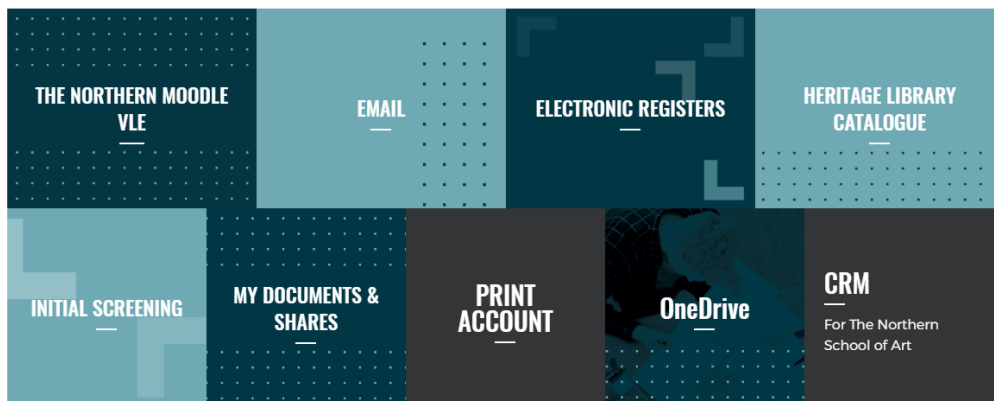 THE NORTHERN MOODLE
VLE
EMAIL
ELECTRONIC REGISTERS
HERITAGE LIBRARY
CATALOGUE
INITIAL SCREENING
MY DOCUMENTS &
SHARES
PRINT
ACCOUNT
OneDrive
CRM
For The Northern
School of Art